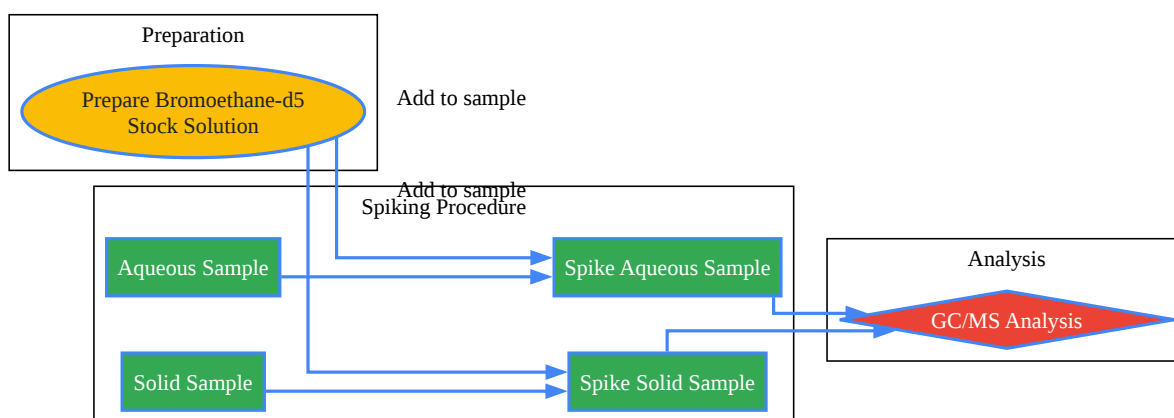 Preparation
Prepare Bromoethane-d5
Stock Solution
Add to sample
Add to sample
Spiking Procedure
Aqueous Sample
Spike Aqueous Sample
Analysis
GC/MS Analysis
Solid Sample
Spike Solid Sample